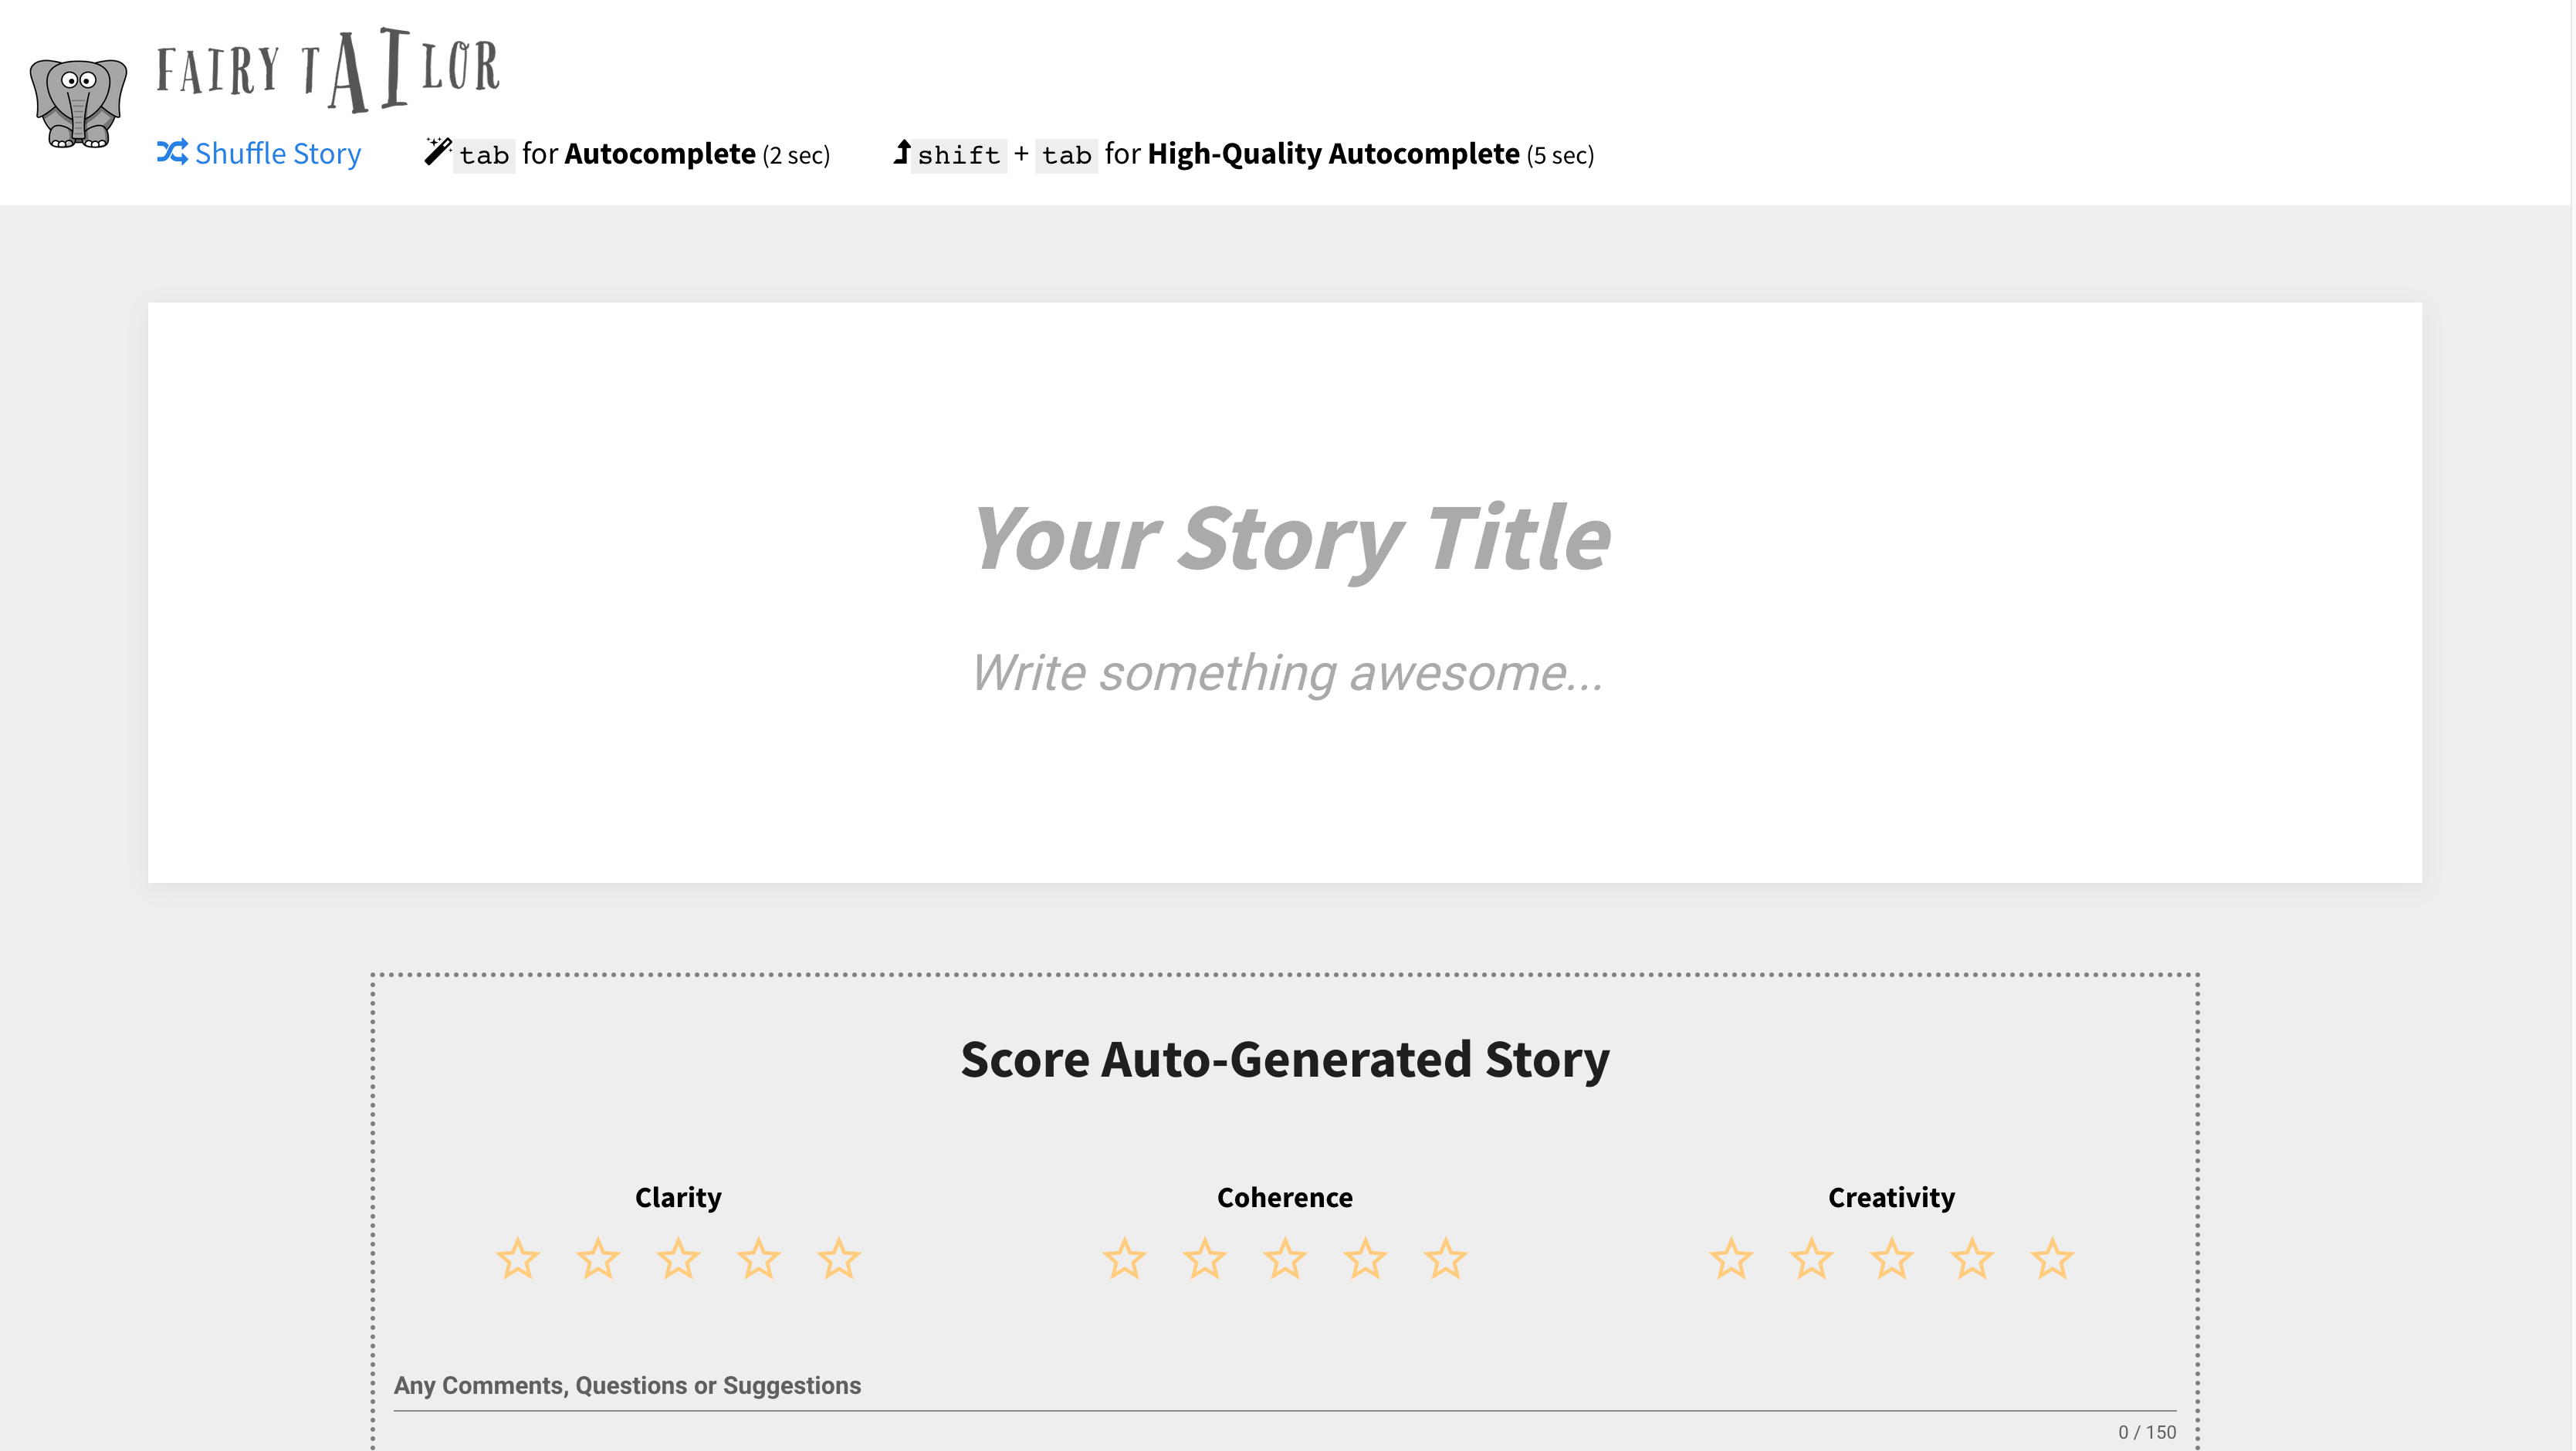 FAIRY TAILOR
Shuffle Story tab for Autocomplete (2 sec) shift + tab for High-Quality Autocomplete (5 sec)
Your Story Title
Write something awesome...
Score Auto-Generated Story
Clarity Coherence Creativity
Any Comments, Questions or Suggestions
0 / 150